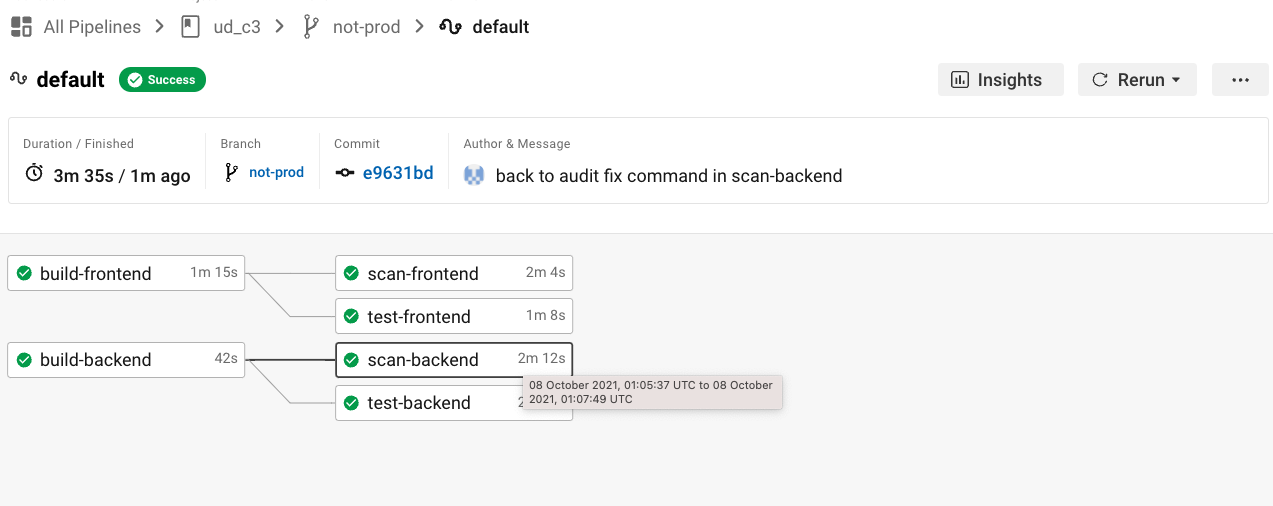 All Pipelines > ud_c3 > not-prod > default
default Success Insights Rerun ...
Duration / Finished Branch Commit Author & Message
3m 35s / 1m ago not-prod e9631bd back to audit fix command in scan-backend
build-frontend 1m 15s scan-frontend 2m 4s
test-frontend 1m 8s
build-backend 42s scan-backend 2m 12s
08 October 2021, 01:05:37 UTC to 08 October
2021, 01:07:49 UTC
test-backend